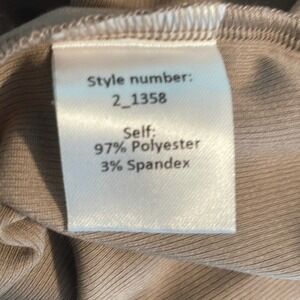 Style number:
2_1358
Self:
97% Polyester
3% Spandex